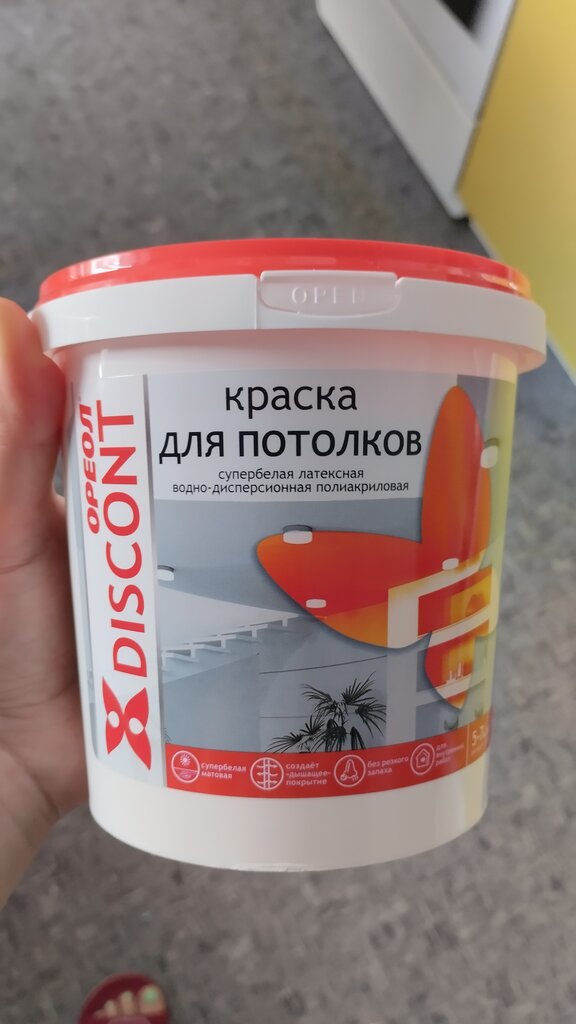 OPEN
ОРЕОЛ
DISCONT
краска
для потолков
супербелая латексная
водно-дисперсионная полиакриловая
супербелая
матовая
создаёт
"дышащее"
покрытие
без резкого
запаха
для
внутренних
работ